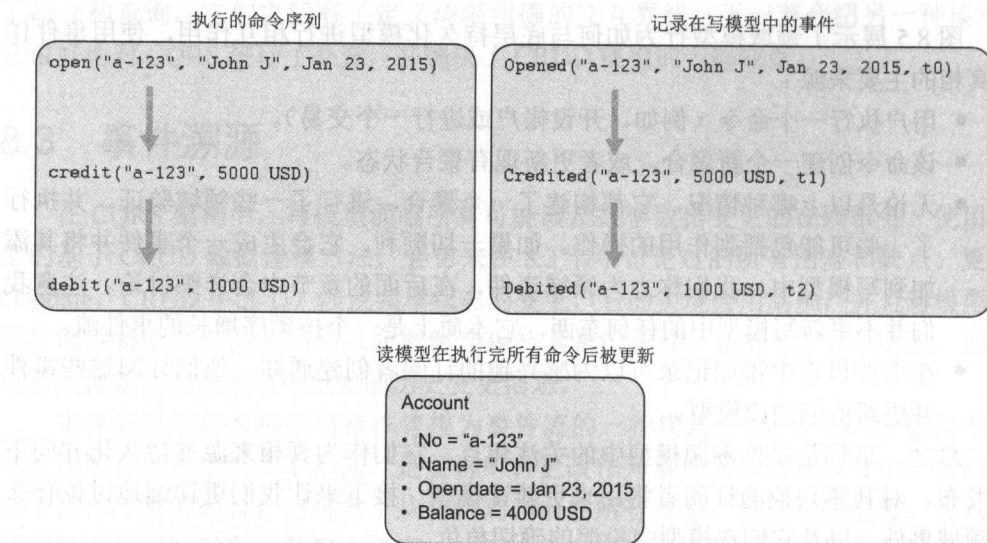 执行的命令序列
记录在写模型中的事件
open("a-123", "John J", Jan 23, 2015)
credit("a-123", 5000 USD)
debit("a-123", 1000 USD)
Opened("a-123", "John J", Jan 23, 2015, t0)
Credited("a-123", 5000 USD, t1)
Debited("a-123", 1000 USD, t2)
读模型在执行完所有命令后被更新
Account
• No = “a-123”
• Name = “John J”
• Open date = Jan 23, 2015
• Balance = 4000 USD